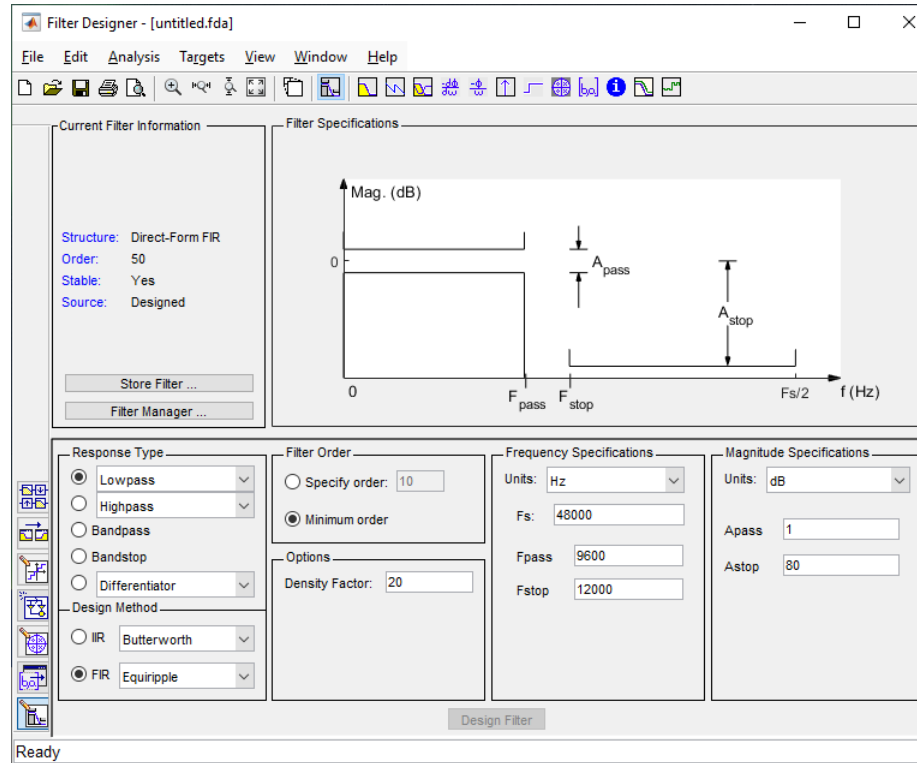 Filter Designer - [untitled.fda]
File Edit Analysis Targets View Window Help
Current Filter Information
Structure: Direct-Form FIR
Order: 50
Stable: Yes
Source: Designed
Store Filter ...
Filter Manager ...
Filter Specifications
Mag. (dB)
0
A pass
A stop
0
F pass
F stop
Fs/2
f (Hz)
Response Type
Lowpass
Highpass
Bandpass
Bandstop
Differentiator
Design Method
IIR Butterworth
FIR Equiripple
Filter Order
Specify order: 10
Minimum order
Options
Density Factor: 20
Frequency Specifications
Units: Hz
Fs: 48000
Fpass 9600
Fstop 12000
Magnitude Specifications
Units: dB
Apass 1
Astop 80
Design Filter
Ready